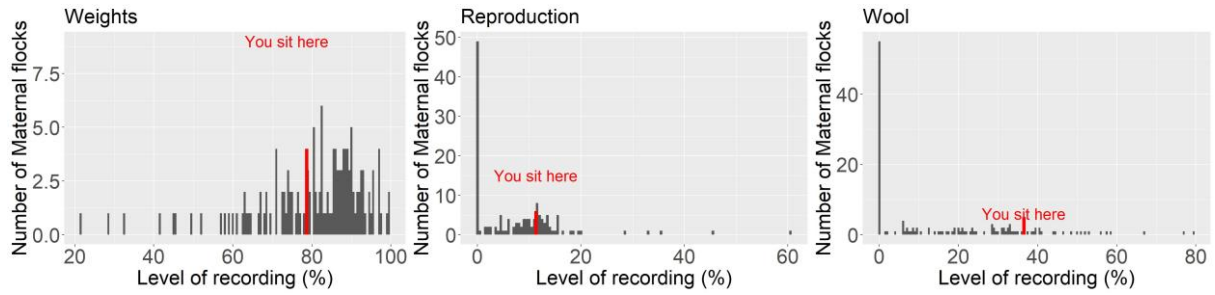 Weights
Number of Maternal flocks
7.5
5.0
2.5
0.0
You sit here
20
40
60
80
100
Level of recording (%)
Reproduction
Number of Maternal flocks
50
40
30
20
10
0
You sit here
0
20
40
60
Level of recording (%)
Wool
Number of Maternal flocks
40
20
0
You sit here
0
20
40
60
80
Level of recording (%)